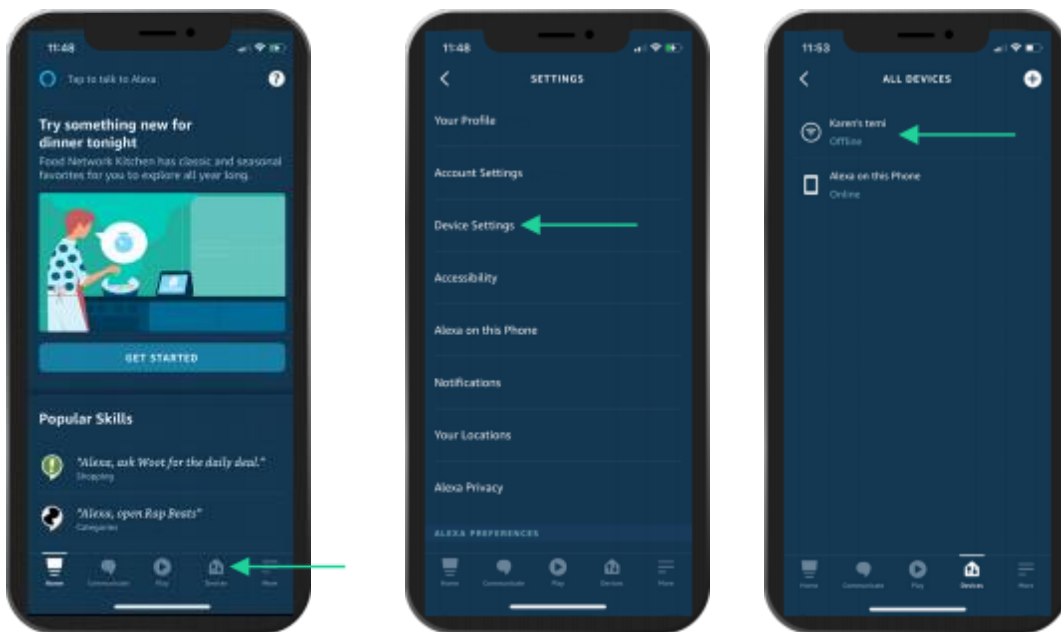 11:48
Tap to talk to Alexa
?
Try something new for
dinner tonight
Food Network Kitchen has classic and seasonal
favorites for you to explore all year long.
GET STARTED
Popular Skills
"Alexa, ask Woot for the daily deal."
Shopping
"Alexa, open Rap Beats"
Categories
Home
Communicate
Play
Devices
More
11:48
SETTINGS
Your Profile
Account Settings
Device Settings
Accessibility
Alexa on this Phone
Notifications
Your Locations
Alexa Privacy
ALEXA PREFERENCES
Home
Communicate
Play
Devices
More
11:53
ALL DEVICES
Karen's temi
Offline
Alexa on this Phone
Online
Home
Communicate
Play
Devices
More